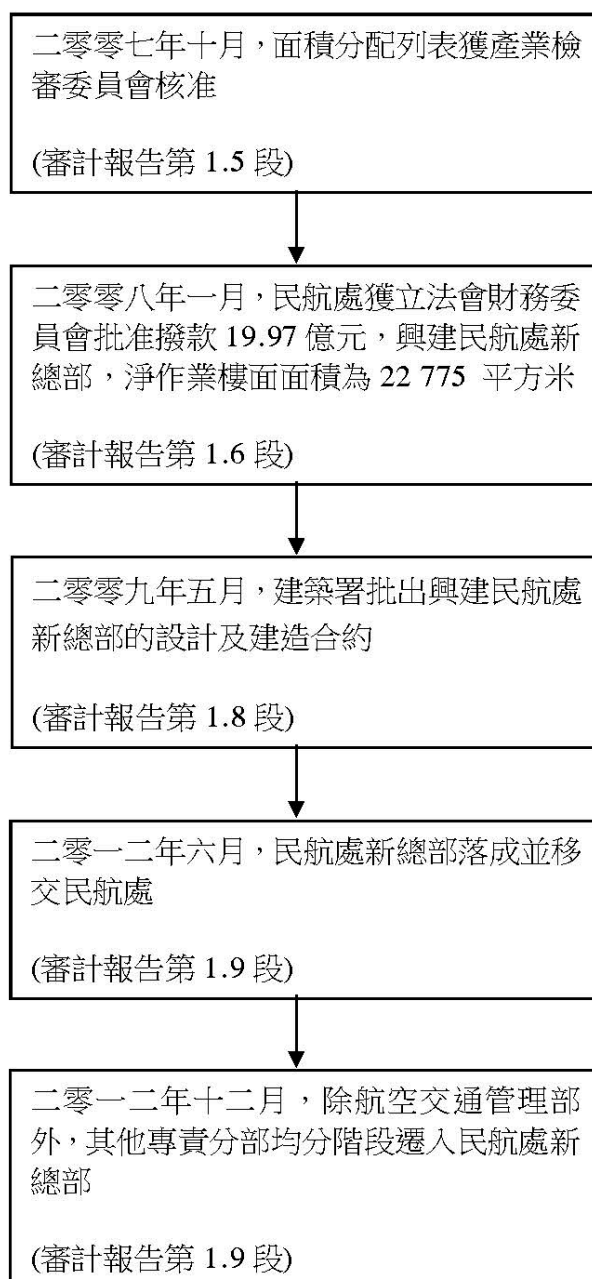 二零零七年十月，面積分配列表獲產業檢
審委員會核准
(審計報告第 1.5 段)
二零零八年一月，民航處獲立法會財務委
員會批准撥款 19.97 億元，興建民航處新
總部，淨作業樓面面積為 22 775 平方米
(審計報告第 1.6 段)
二零零九年五月，建築署批出興建民航處
新總部的設計及建造合約
(審計報告第 1.8 段)
二零一二年六月，民航處新總部落成並移
交民航處
(審計報告第 1.9 段)
二零一二年十二月，除航空交通管理部
外，其他專責分部均分階段遷入民航處新
總部
(審計報告第 1.9 段)